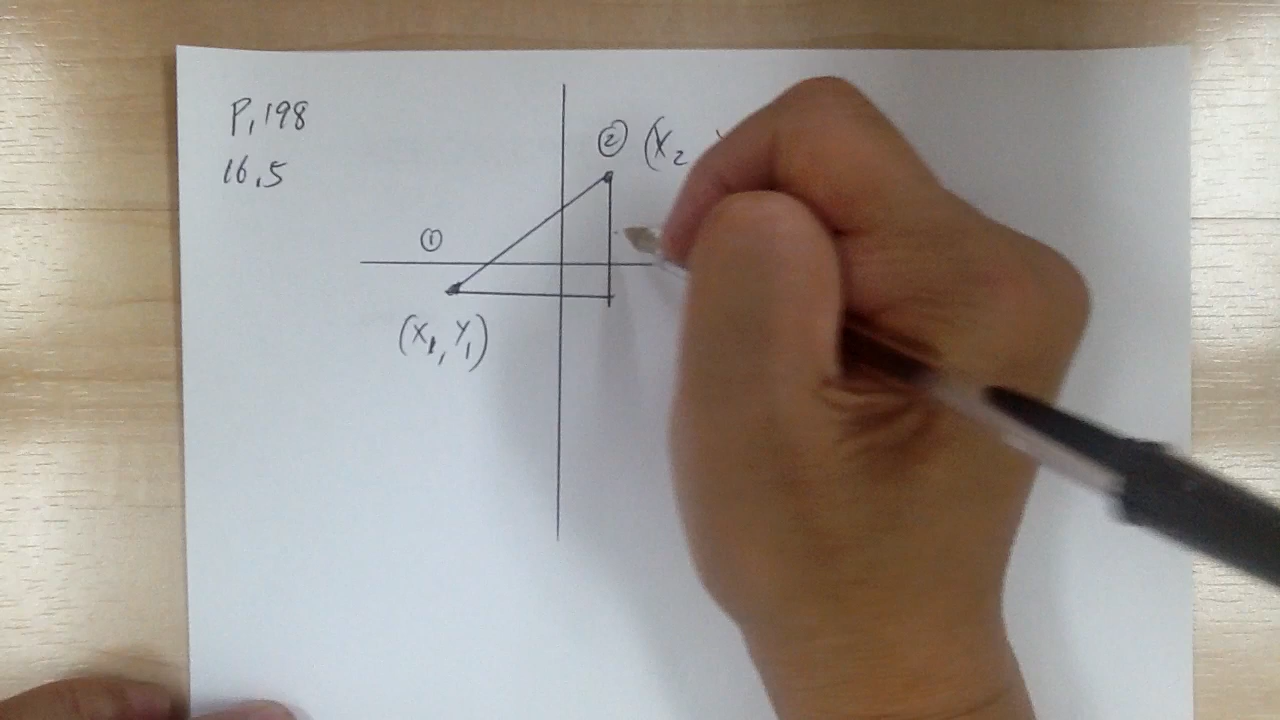 P,198
16,5
② (X₂
①
(X₁, Y₁)